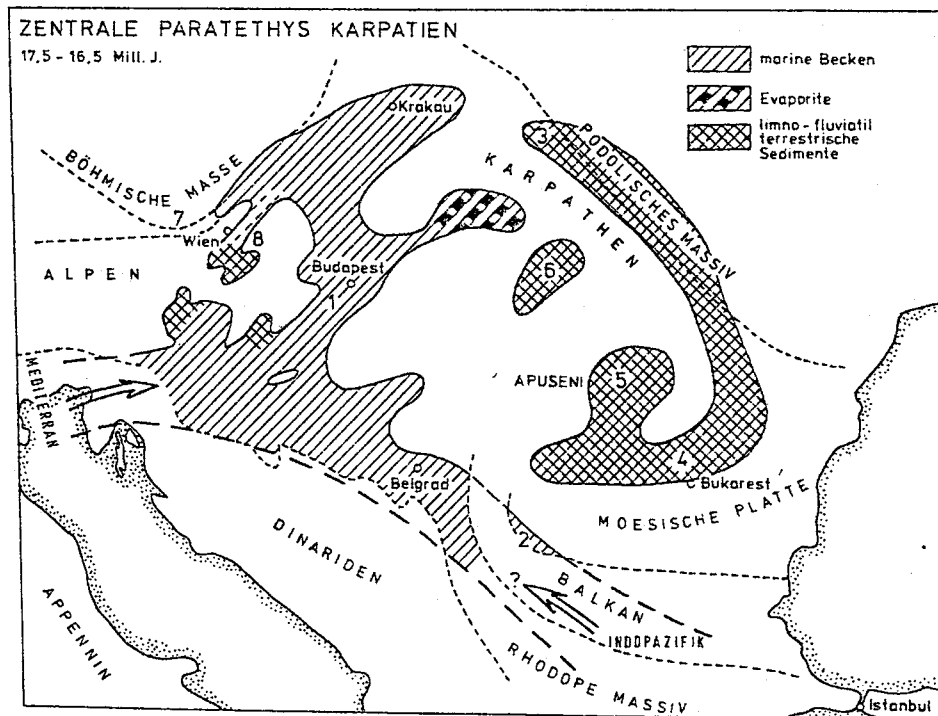 ZENTRALE PARATETHYS KARPATIEN
17,5 - 16,5 Mill. J.
marine Becken
Evaporite
limno-fluviatil
terrestrische
Sedimente
Krakau
3
PODOLISCHES MASSIV
KARPATHEN
BÖHMISCHE MASSE
7
Wien
8
ALPEN
Budapest
1
6
MEDITERRAN
APUSENI
5
4
Belgrad
Bukarest
MOESISCHE PLATTE
2
DINARIDEN
?
BALKAN
INDOPAZIFIK
APPENNIN
RHODOPE MASSIV
Istanbul